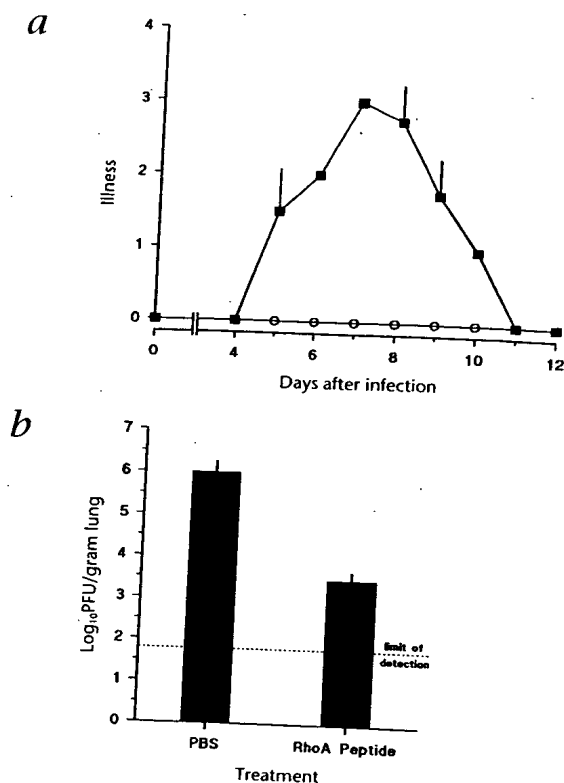 a
4
3
2
1
0
Illness
0 4 6 8 10 12
Days after infection
b
7
6
5
4
3
2
1
0
Log₁₀PFU/gram lung
limit of
detection
PBS RhoA Peptide
Treatment